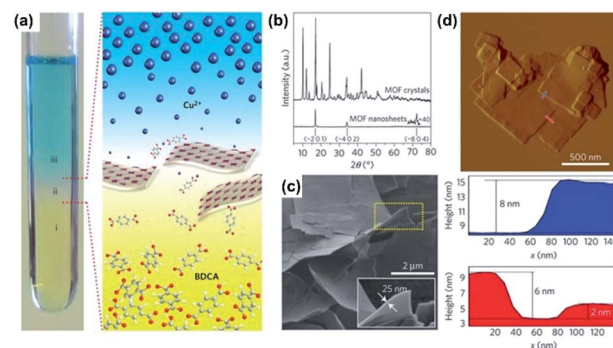 (a)
iii
ii
i
Cu2+
BDCA
(b)
Intensity (a.u.)
MOF crystals
MOF nanosheets
×40
(−2 0 1)
(−4 0 2)
(−8 0 4)
10 20 30 40 50 60 70 80
2θ (°)
(c)
2 μm
25 nm
(d)
500 nm
Height (nm)
15
13
11
9
8 nm
0 20 40 60 80 100 120 140
x (nm)
Height (nm)
9
7
5
3
6 nm
2 nm
0 20 40 60 80 100 120 140
x (nm)